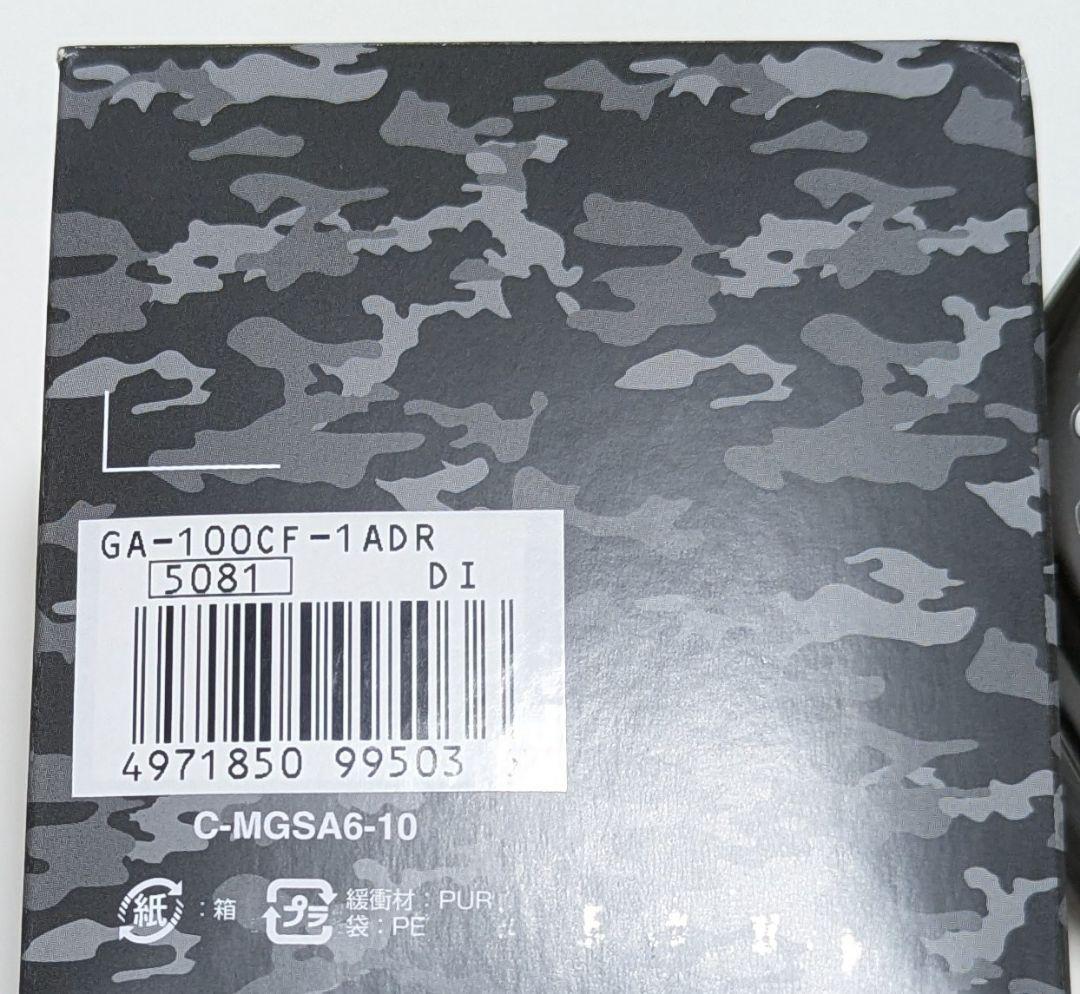 GA-100CF-1ADR
5081 DI
4971850 99503
C-MGSA6-10
紙 : 箱
プラ 緩衝材 : PUR
袋 : PE